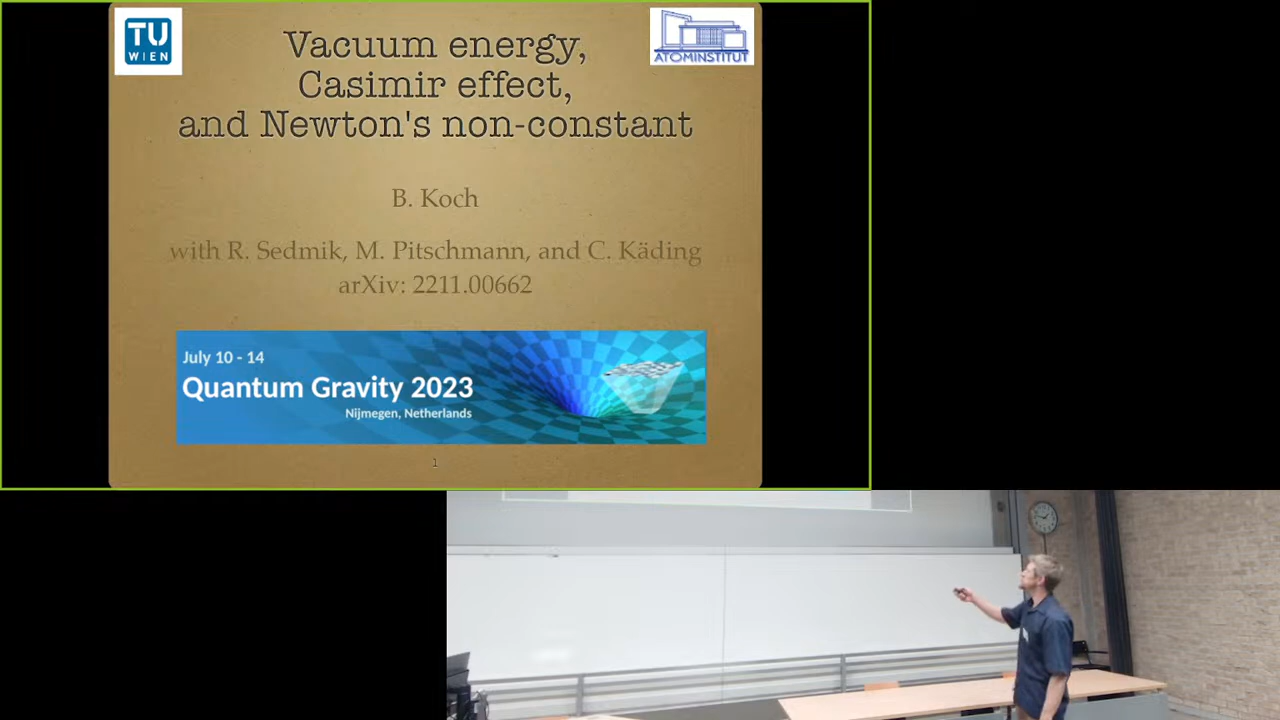 TU
WIEN
ATOMINSTITUT
Vacuum energy,
Casimir effect,
and Newton's non-constant
B. Koch
with R. Sedmik, M. Pitschmann, and C. Käding
arXiv: 2211.00662
July 10 - 14
Quantum Gravity 2023
Nijmegen, Netherlands
1